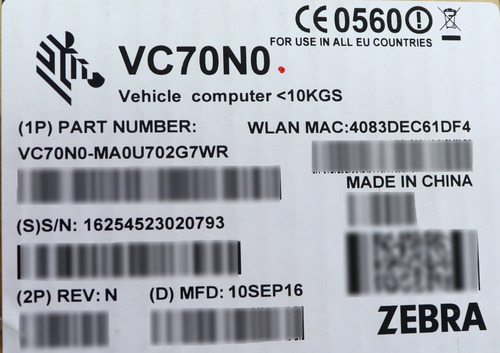 CE 0560
FOR USE IN ALL EU COUNTRIES
VC70N0
Vehicle computer <10KGS
(1P) PART NUMBER:
VC70N0-MA0U702G7WR
WLAN MAC:4083DEC61DF4
MADE IN CHINA
(S)S/N: 16254523020793
(2P) REV: N
(D) MFD: 10SEP16
ZEBRA